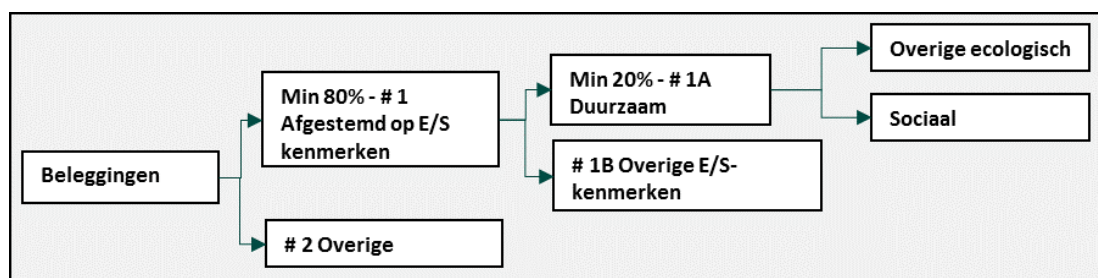 Beleggingen
Min 80% - # 1
Afgestemd op E/S
kenmerken
# 2 Overige
Min 20% - # 1A
Duurzaam
# 1B Overige E/S-
kenmerken
Overige ecologisch
Sociaal